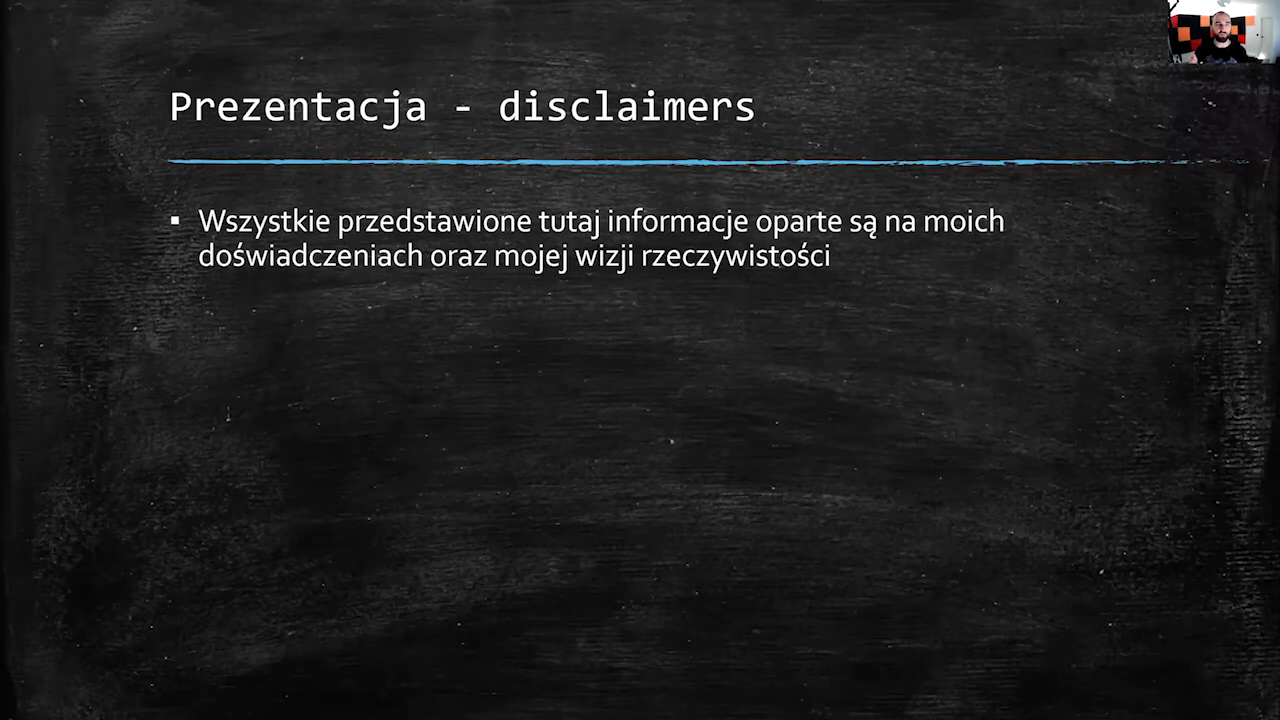 Prezentacja - disclaimers
▪ Wszystkie przedstawione tutaj informacje oparte są na moich
doświadczeniach oraz mojej wizji rzeczywistości